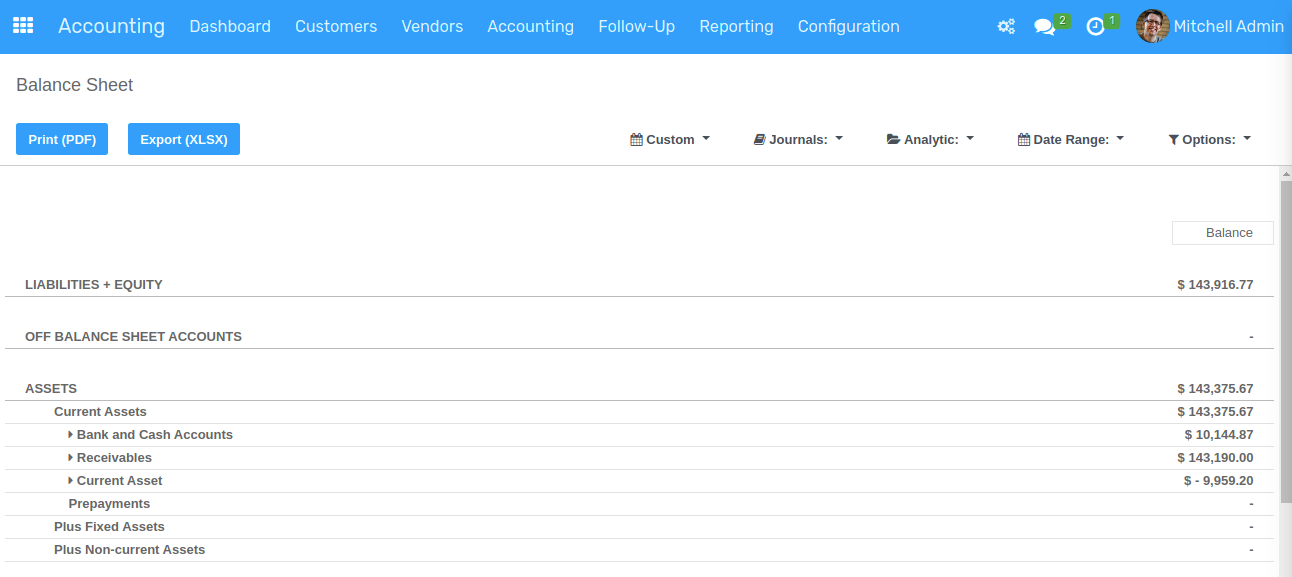 Accounting Dashboard Customers Vendors Accounting Follow-Up Reporting Configuration 2 1 Mitchell Admin
Balance Sheet
Print (PDF) Export (XLSX) Custom Journals: Analytic: Date Range: Options:
Balance
LIABILITIES + EQUITY $ 143,916.77
OFF BALANCE SHEET ACCOUNTS -
ASSETS $ 143,375.67
Current Assets $ 143,375.67
Bank and Cash Accounts $ 10,144.87
Receivables $ 143,190.00
Current Asset $ - 9,959.20
Prepayments -
Plus Fixed Assets -
Plus Non-current Assets -